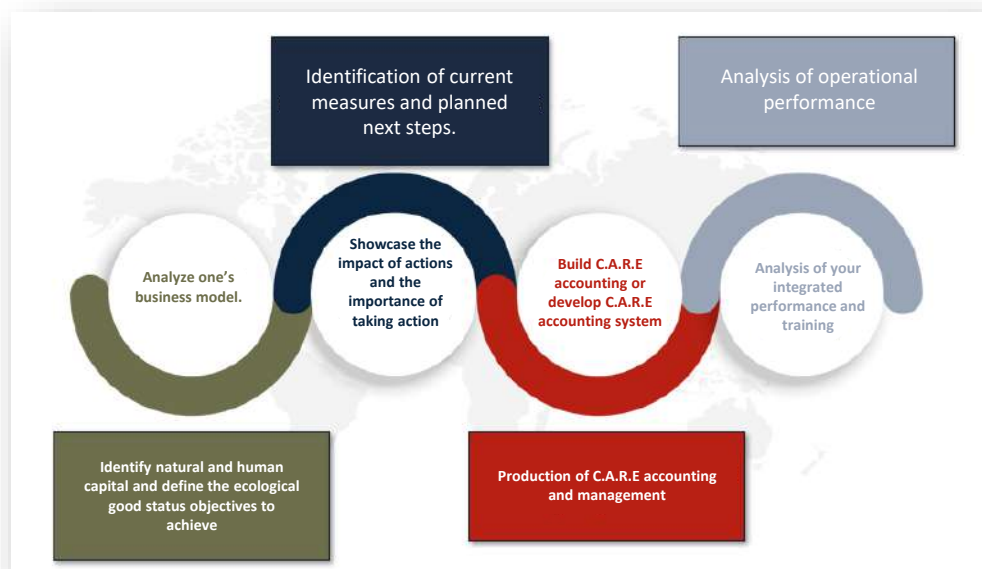 Identification of current
measures and planned
next steps.
Analysis of operational
performance
Analyze one’s
business model.
Showcase the
impact of actions
and the
importance of
taking action
Build C.A.R.E
accounting or
develop C.A.R.E
accounting system
Analysis of your
integrated
performance and
training
Identify natural and human
capital and define the ecological
good status objectives to
achieve
Production of C.A.R.E accounting
and management